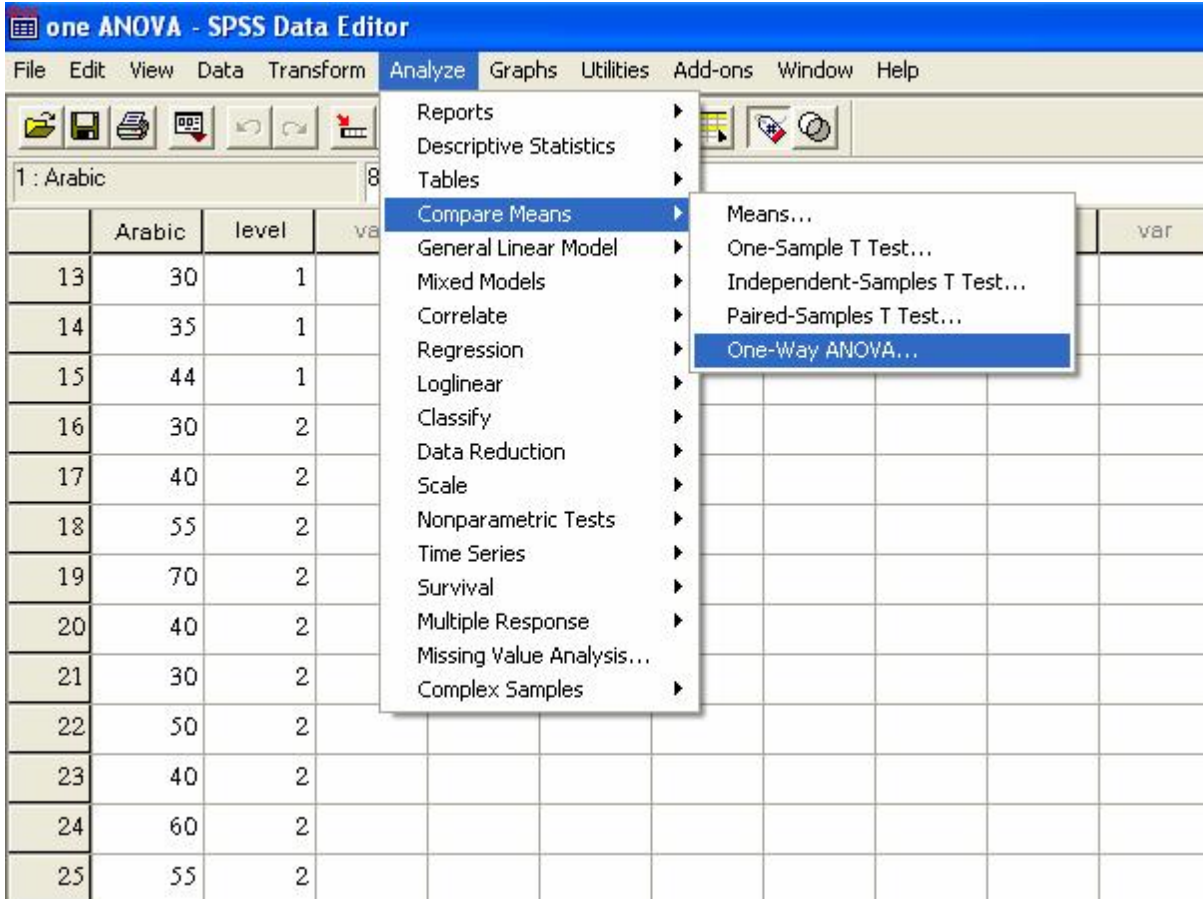 one ANOVA - SPSS Data Editor
File Edit View Data Transform Analyze Graphs Utilities Add-ons Window Help
1 : Arabic 8
Reports
Descriptive Statistics
Tables
Compare Means
General Linear Model
Mixed Models
Correlate
Regression
Loglinear
Classify
Data Reduction
Scale
Nonparametric Tests
Time Series
Survival
Multiple Response
Missing Value Analysis...
Complex Samples
Means...
One-Sample T Test...
Independent-Samples T Test...
Paired-Samples T Test...
One-Way ANOVA...
Arabic level va var
13 30 1
14 35 1
15 44 1
16 30 2
17 40 2
18 55 2
19 70 2
20 40 2
21 30 2
22 50 2
23 40 2
24 60 2
25 55 2